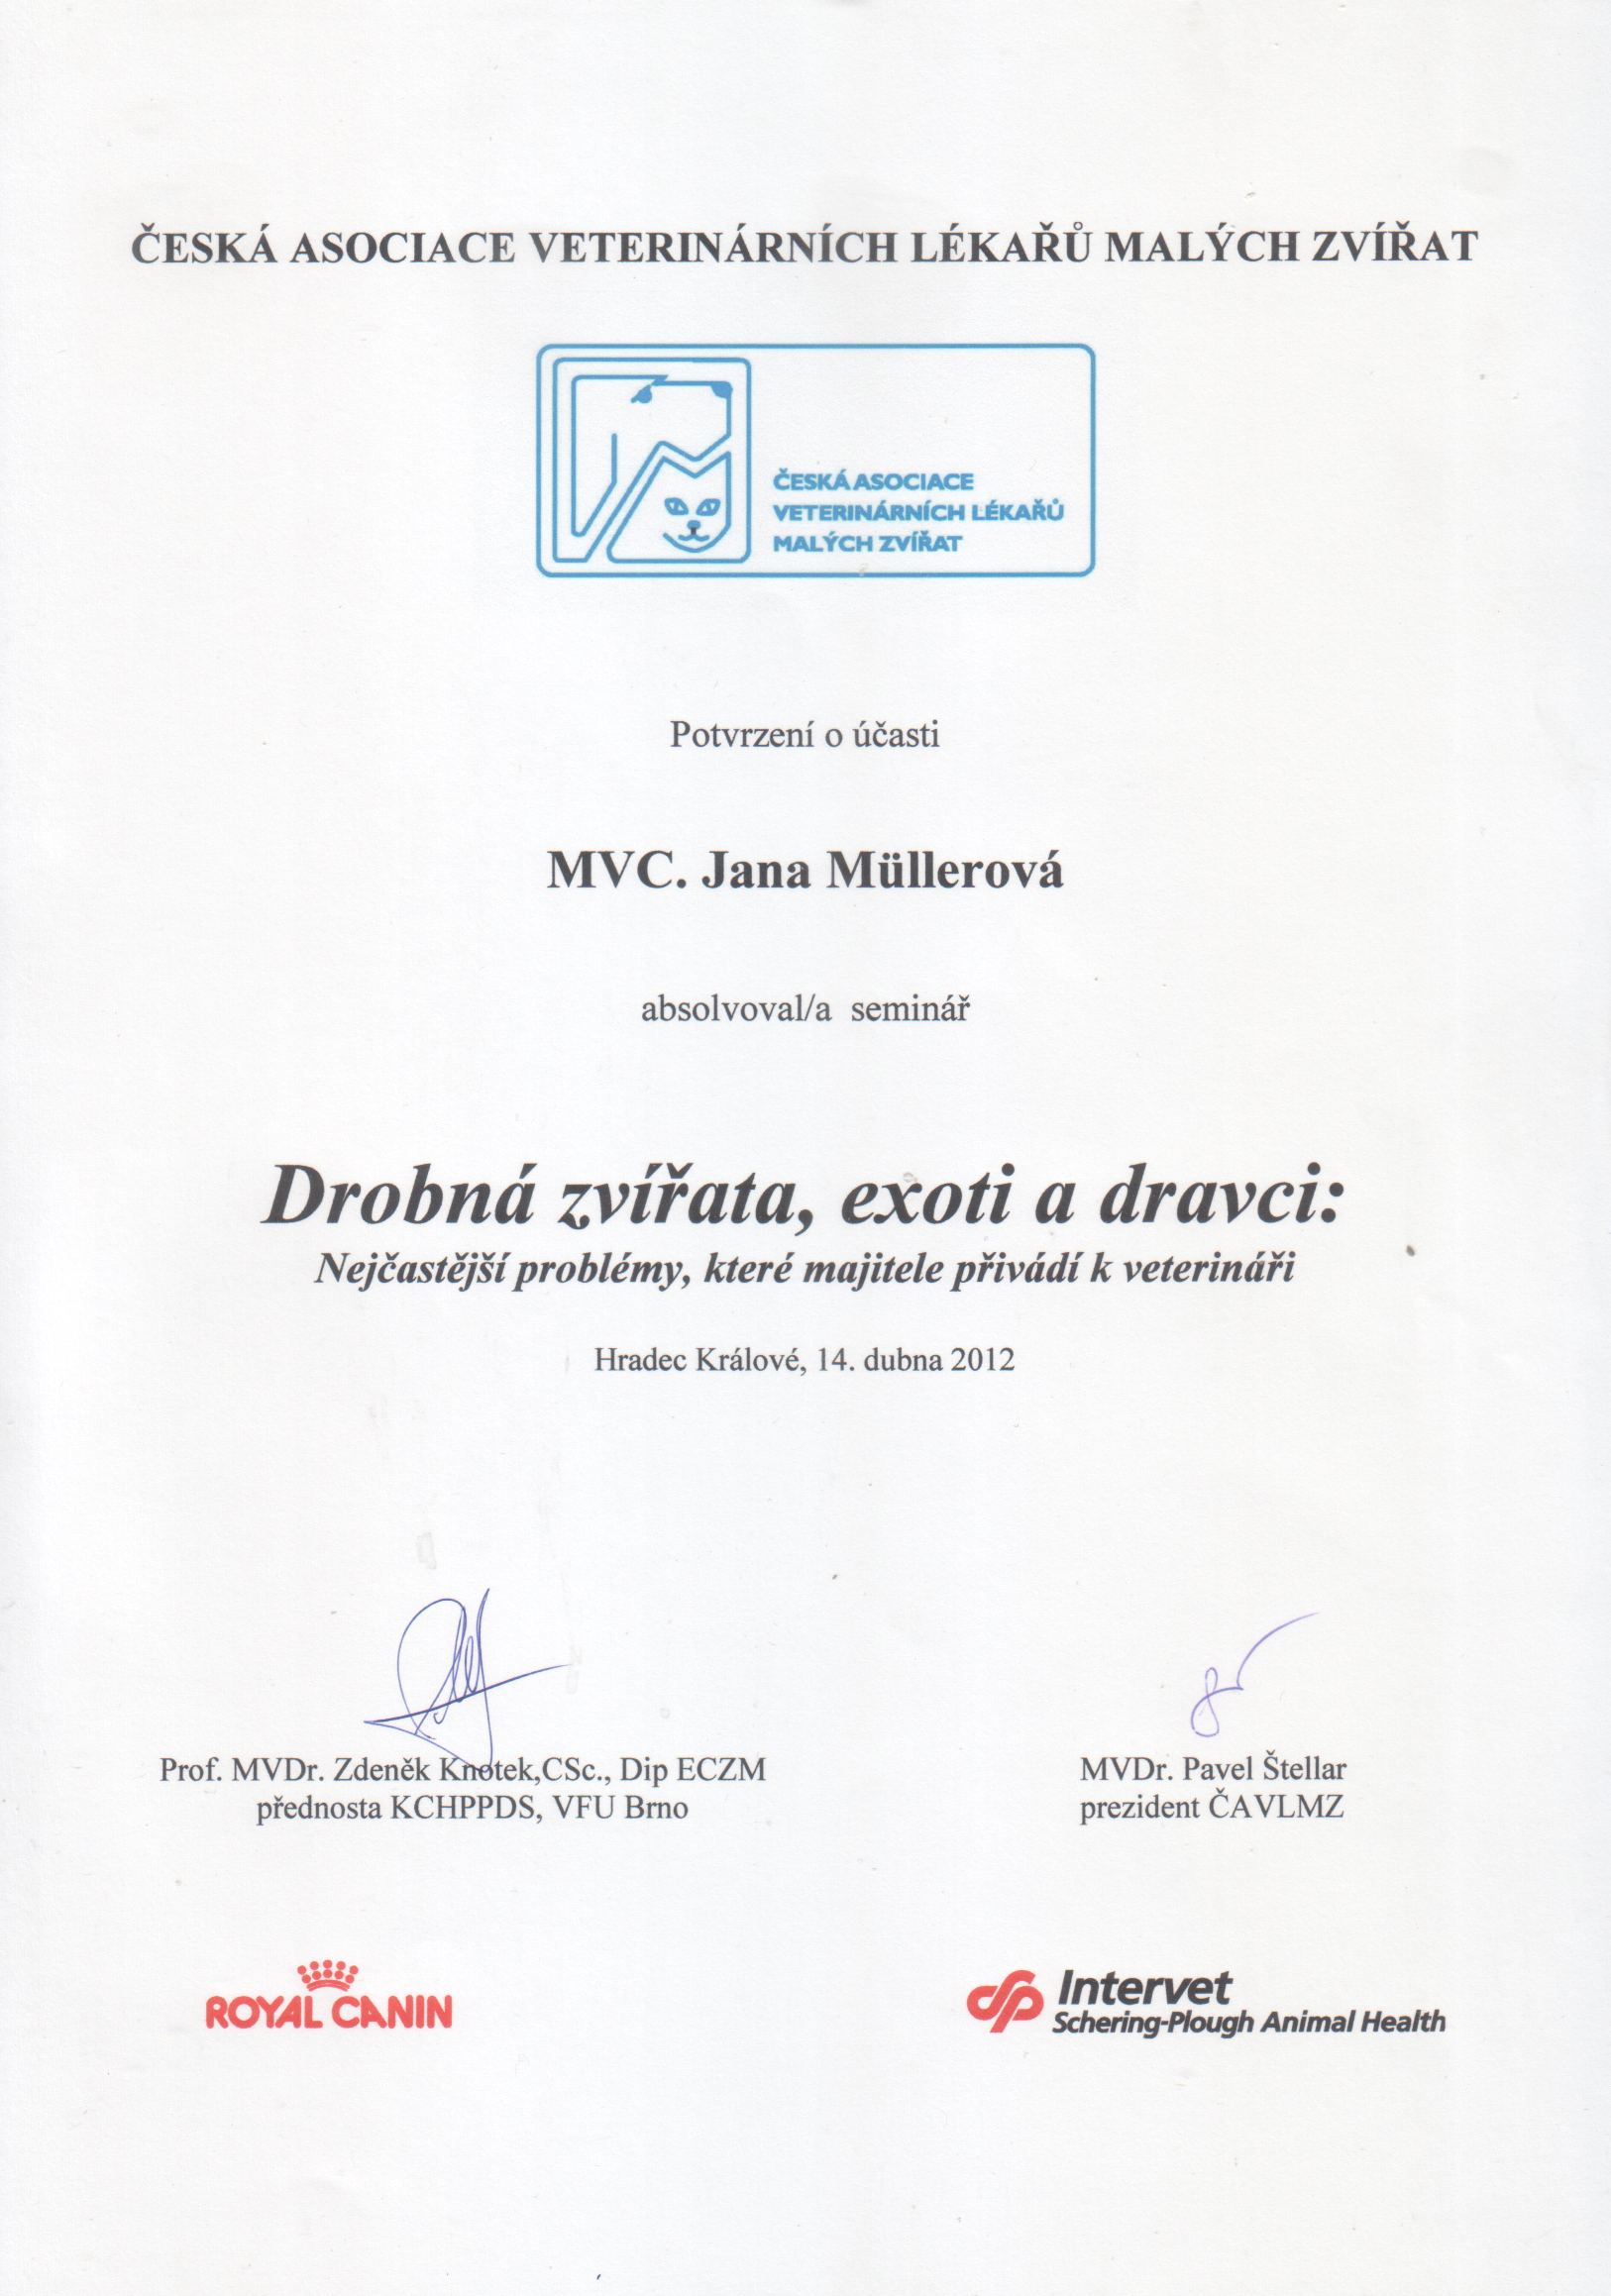 ČESKÁ ASOCIACE VETERINÁRNÍCH LÉKAŘŮ MALÝCH ZVÍŘAT
ČESKÁ ASOCIACE
VETERINÁRNÍCH LÉKAŘŮ
MALÝCH ZVÍŘAT
Potvrzení o účasti
MVC. Jana Müllerová
absolvoval/a  seminář
Drobná zvířata, exoti a dravci:
Nejčastější problémy, které majitele přivádí k veterináři
Hradec Králové, 14. dubna 2012
Prof. MVDr. Zdeněk Knotek,CSc., Dip ECZM
přednosta KCHPPDS, VFU Brno
MVDr. Pavel Štellar
prezident ČAVLMZ
ROYAL CANIN
Intervet
Schering-Plough Animal Health